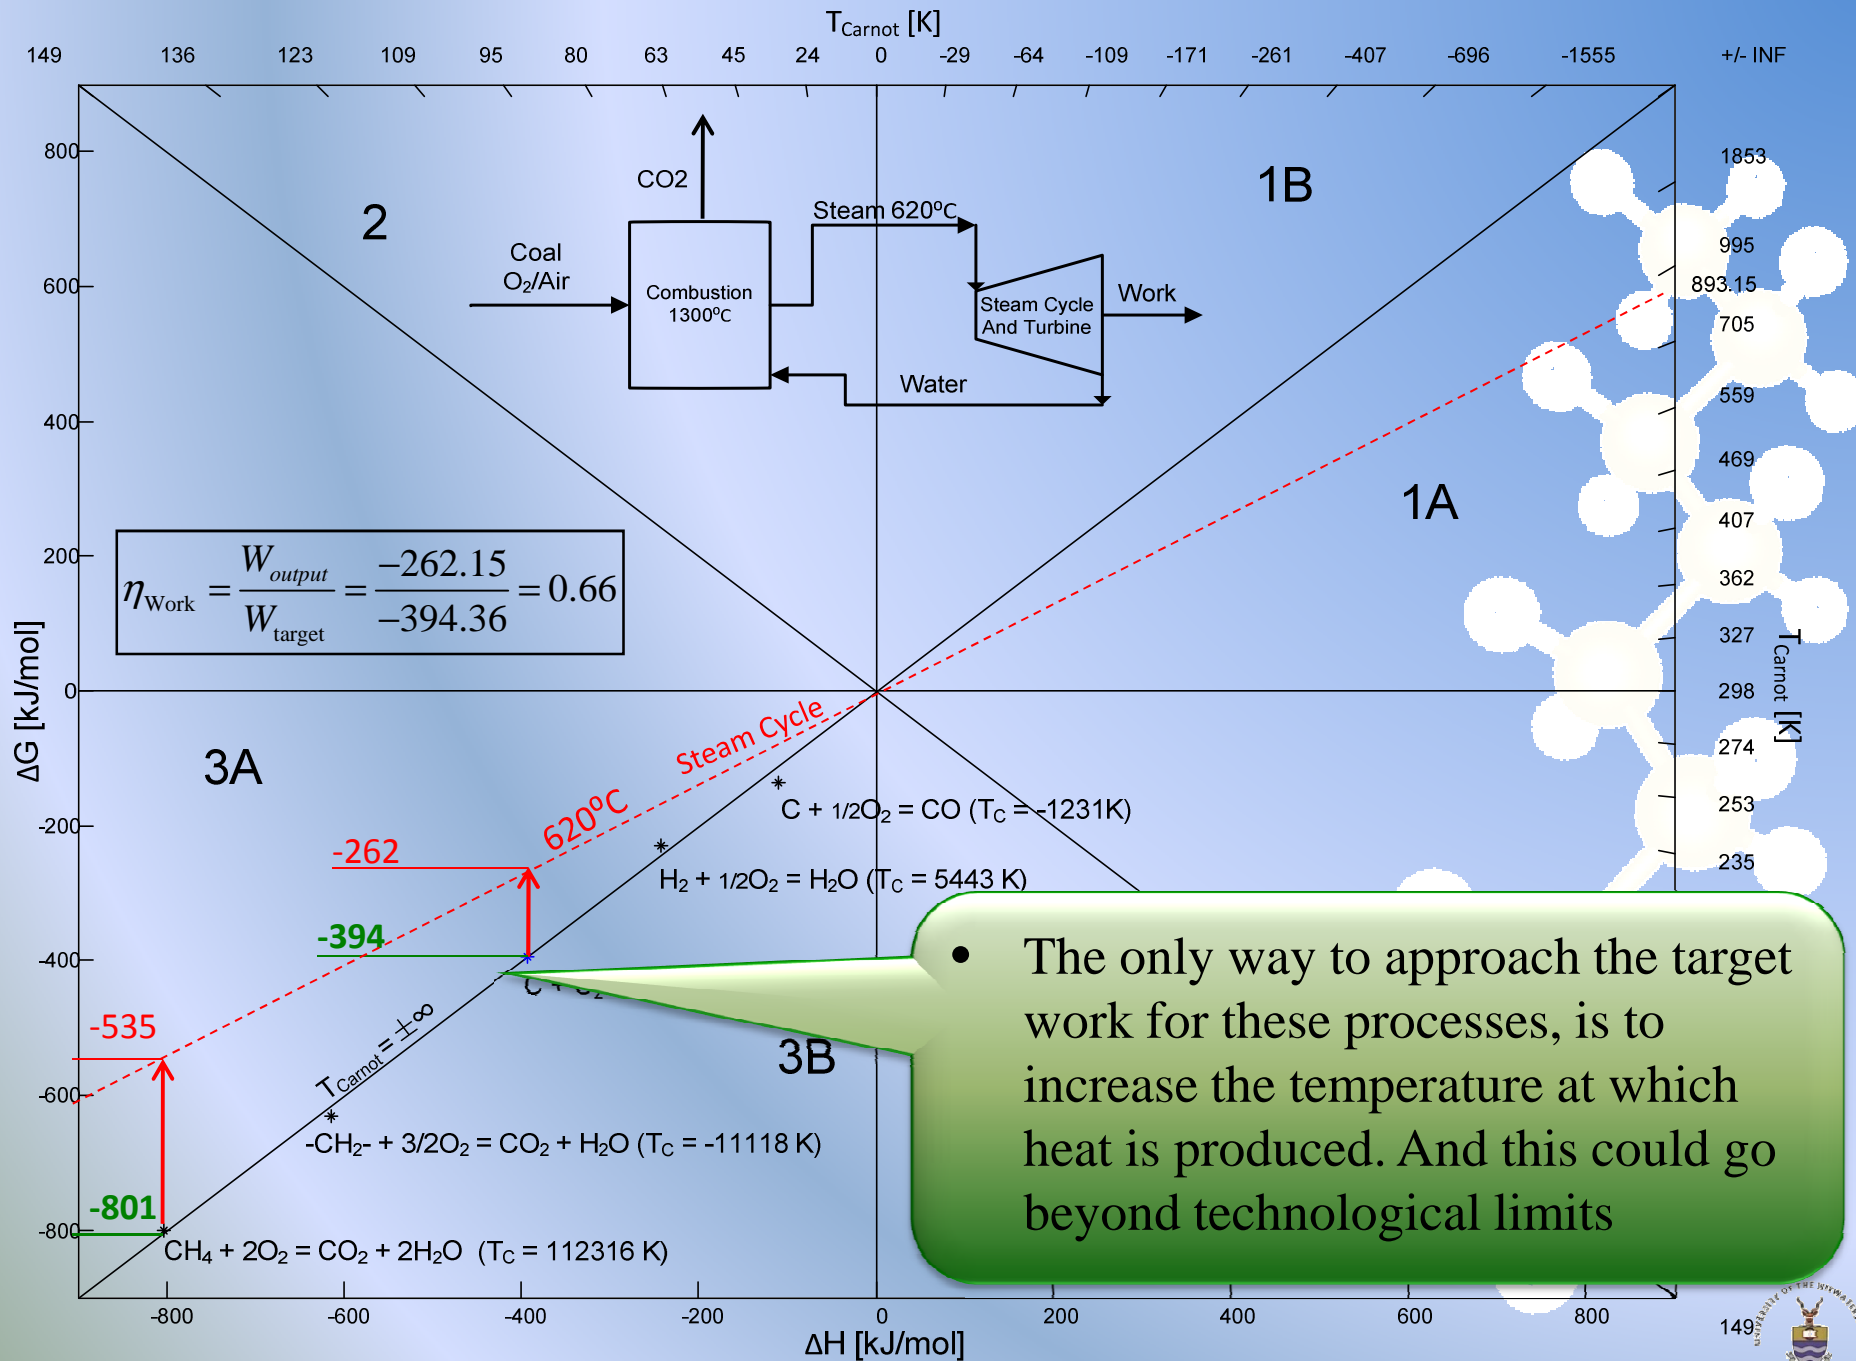 T_Carnot [K]
149 136 123 109 95 80 63 45 24 0 -29 -64 -109 -171 -261 -407 -696 -1555 +/- INF
800
600
400
200
0
-200
-400
-600
-800
ΔG [kJ/mol]
2
1B
1A
3A
3B
CO2
Coal
O₂/Air
Combustion
1300⁰C
Steam 620⁰C
Steam Cycle
And Turbine
Work
Water
η_Work = W_output / W_target = −262.15 / −394.36 = 0.66
1853
995
893.15
705
559
469
407
362
327
298
274
253
235
149
T_Carnot [K]
Steam Cycle
620⁰C
-262
-394
-535
-801
T_Carnot = ±∞
C + 1/2O₂ = CO (T_C = -1231K)
H₂ + 1/2O₂ = H₂O (T_C = 5443 K)
C + O₂
-CH₂- + 3/2O₂ = CO₂ + H₂O (T_C = -11118 K)
CH₄ + 2O₂ = CO₂ + 2H₂O (T_C = 112316 K)
• The only way to approach the target
work for these processes, is to
increase the temperature at which
heat is produced. And this could go
beyond technological limits
-800 -600 -400 -200 0 200 400 600 800
ΔH [kJ/mol]